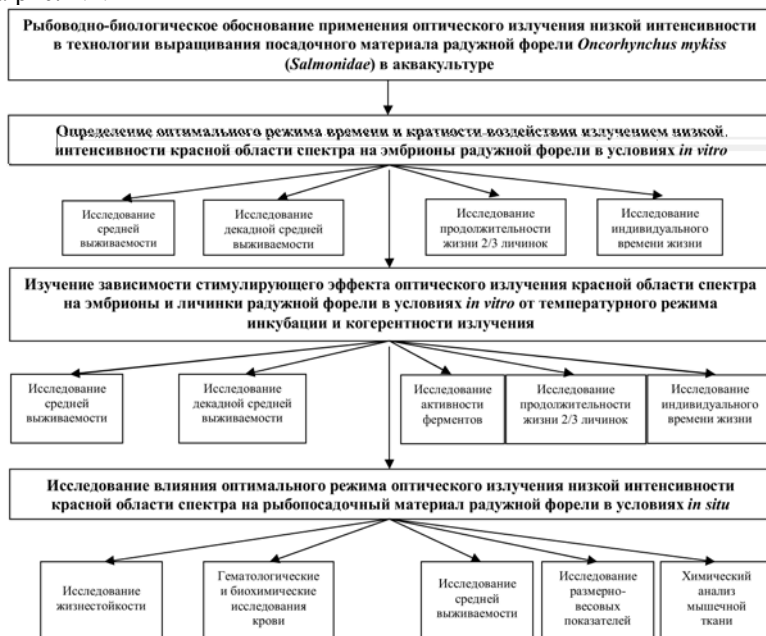 Рыбоводно-биологическое обоснование применения оптического излучения низкой интенсивности
в технологии выращивания посадочного материала радужной форели Oncorhynchus mykiss
(Salmonidae) в аквакультуре
Определение оптимального режима времени и кратности воздействия излучением низкой
интенсивности красной области спектра на эмбрионы радужной форели в условиях in vitro
Исследование
средней
выживаемости
Исследование
декадной средней
выживаемости
Исследование
продолжительности
жизни 2/3 личинок
Исследование
индивидуального
времени жизни
Изучение зависимости стимулирующего эффекта оптического излучения красной области спектра
на эмбрионы и личинки радужной форели в условиях in vitro от температурного режима
инкубации и когерентности излучения
Исследование
средней
выживаемости
Исследование
декадной средней
выживаемости
Исследование
активности
ферментов
Исследование
продолжительности
жизни 2/3 личинок
Исследование
индивидуального
времени жизни
Исследование влияния оптимального режима оптического излучения низкой интенсивности
красной области спектра на рыбопосадочный материал радужной форели в условиях in situ
Исследование
жизнестойкости
Гематологические
и биохимические
исследования
крови
Исследование
средней
выживаемости
Исследование
размерно-
весовых
показателей
Химический
анализ
мышечной
ткани